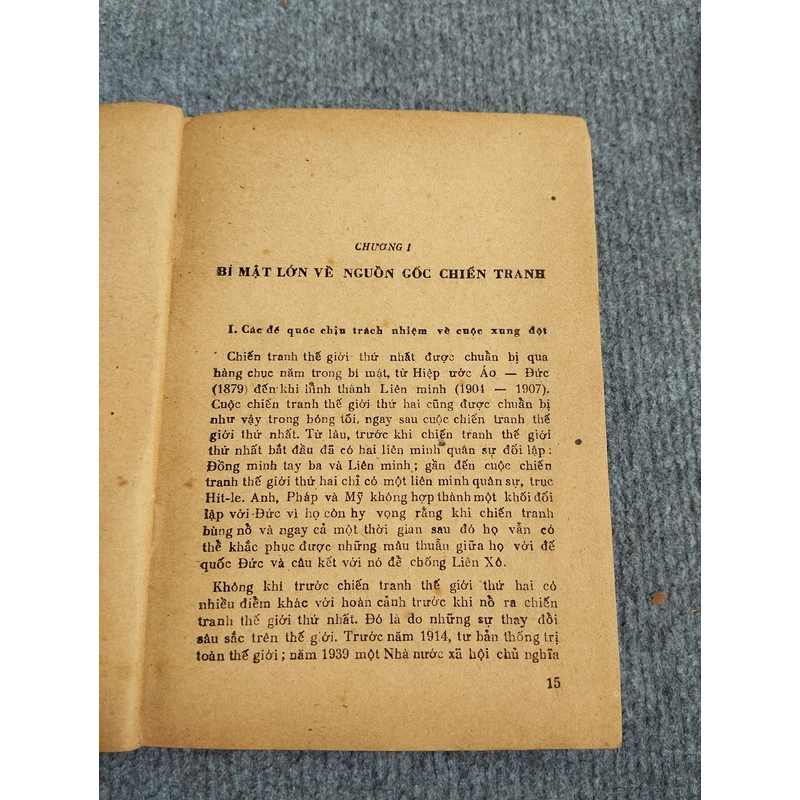 CHƯƠNG I
BÍ MẬT LỚN VỀ NGUỒN GỐC CHIẾN TRANH
I. Các đế quốc chịu trách nhiệm về cuộc xung đột
Chiến tranh thế giới thứ nhất được chuẩn bị qua
hàng chục năm trong bí mật, từ Hiệp ước Áo — Đức
(1879) đến khi hình thành Liên minh (1904 — 1907).
Cuộc chiến tranh thế giới thứ hai cũng được chuẩn bị
như vậy trong bóng tối, ngay sau cuộc chiến tranh thế
giới thứ nhất. Từ lâu, trước khi chiến tranh thế giới
thứ nhất bắt đầu đã có hai liên minh quân sự đối lập :
Đồng minh tay ba và Liên minh ; gần đến cuộc chiến
tranh thế giới thứ hai chỉ có một liên minh quân sự, trục
Hít-le. Anh, Pháp và Mỹ không hợp thành một khối đối
lập với Đức vì họ còn hy vọng rằng khi chiến tranh
bùng nổ và ngay cả một thời gian sau đó họ vẫn có
thể khắc phục được những mâu thuẫn giữa họ với đế
quốc Đức và câu kết với nó để chống Liên Xô.
Không khí trước chiến tranh thế giới thứ hai có
nhiều điểm khác với hoàn cảnh trước khi nổ ra chiến
tranh thế giới thứ nhất. Đó là do những sự thay đổi
sâu sắc trên thế giới. Trước năm 1914, tư bản thống trị
toàn thế giới ; năm 1939 một Nhà nước xã hội chủ nghĩa
15